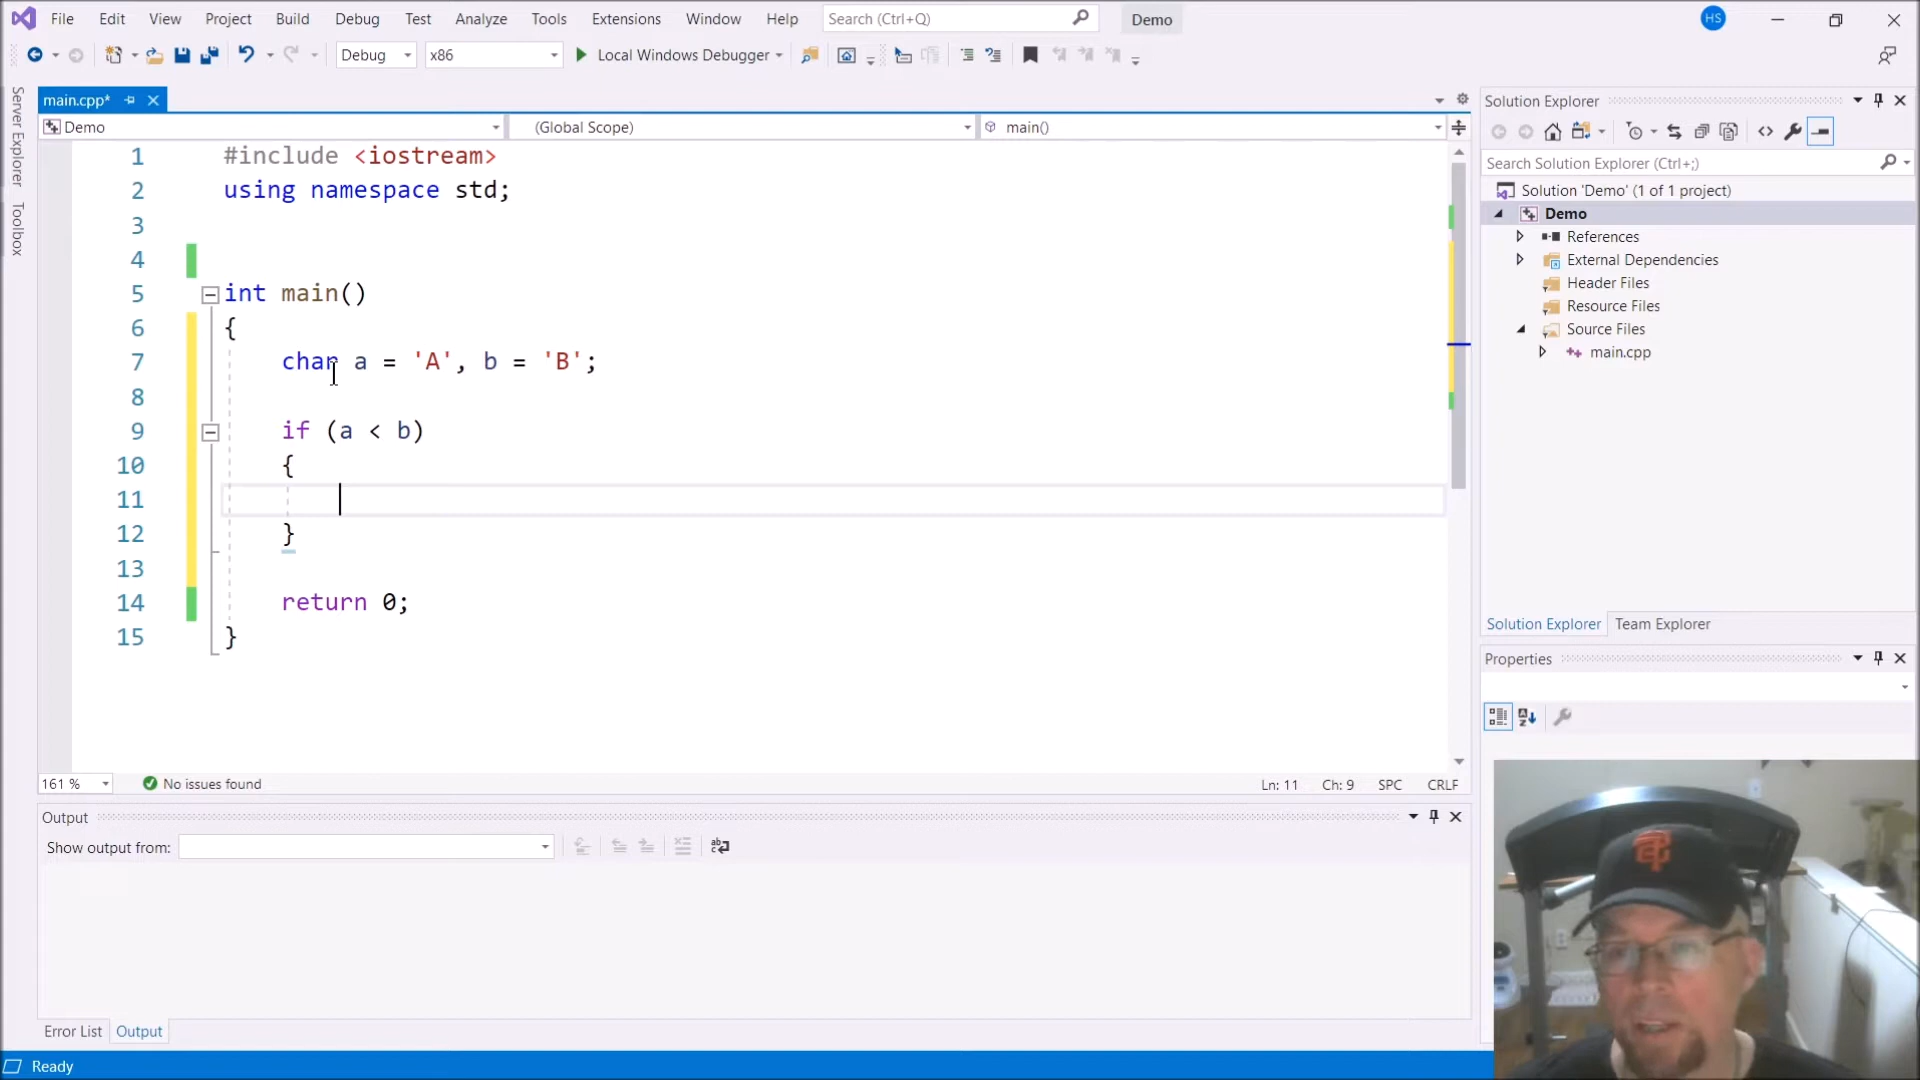 File Edit View Project Build Debug Test Analyze Tools Extensions Window Help Search (Ctrl+Q) Demo HS
Debug x86 Local Windows Debugger
Server Explorer
Toolbox
main.cpp*
Demo (Global Scope) main()
1 #include <iostream>
2 using namespace std;
3
4
5 int main()
6 {
7 char a = 'A', b = 'B';
8
9 if (a < b)
10 {
11
12 }
13
14 return 0;
15 }
161 % No issues found Ln: 11 Ch: 9 SPC CRLF
Output
Show output from:
Error List Output
Ready
Solution Explorer
Search Solution Explorer (Ctrl+;)
Solution 'Demo' (1 of 1 project)
Demo
References
External Dependencies
Header Files
Resource Files
Source Files
main.cpp
Solution Explorer Team Explorer
Properties